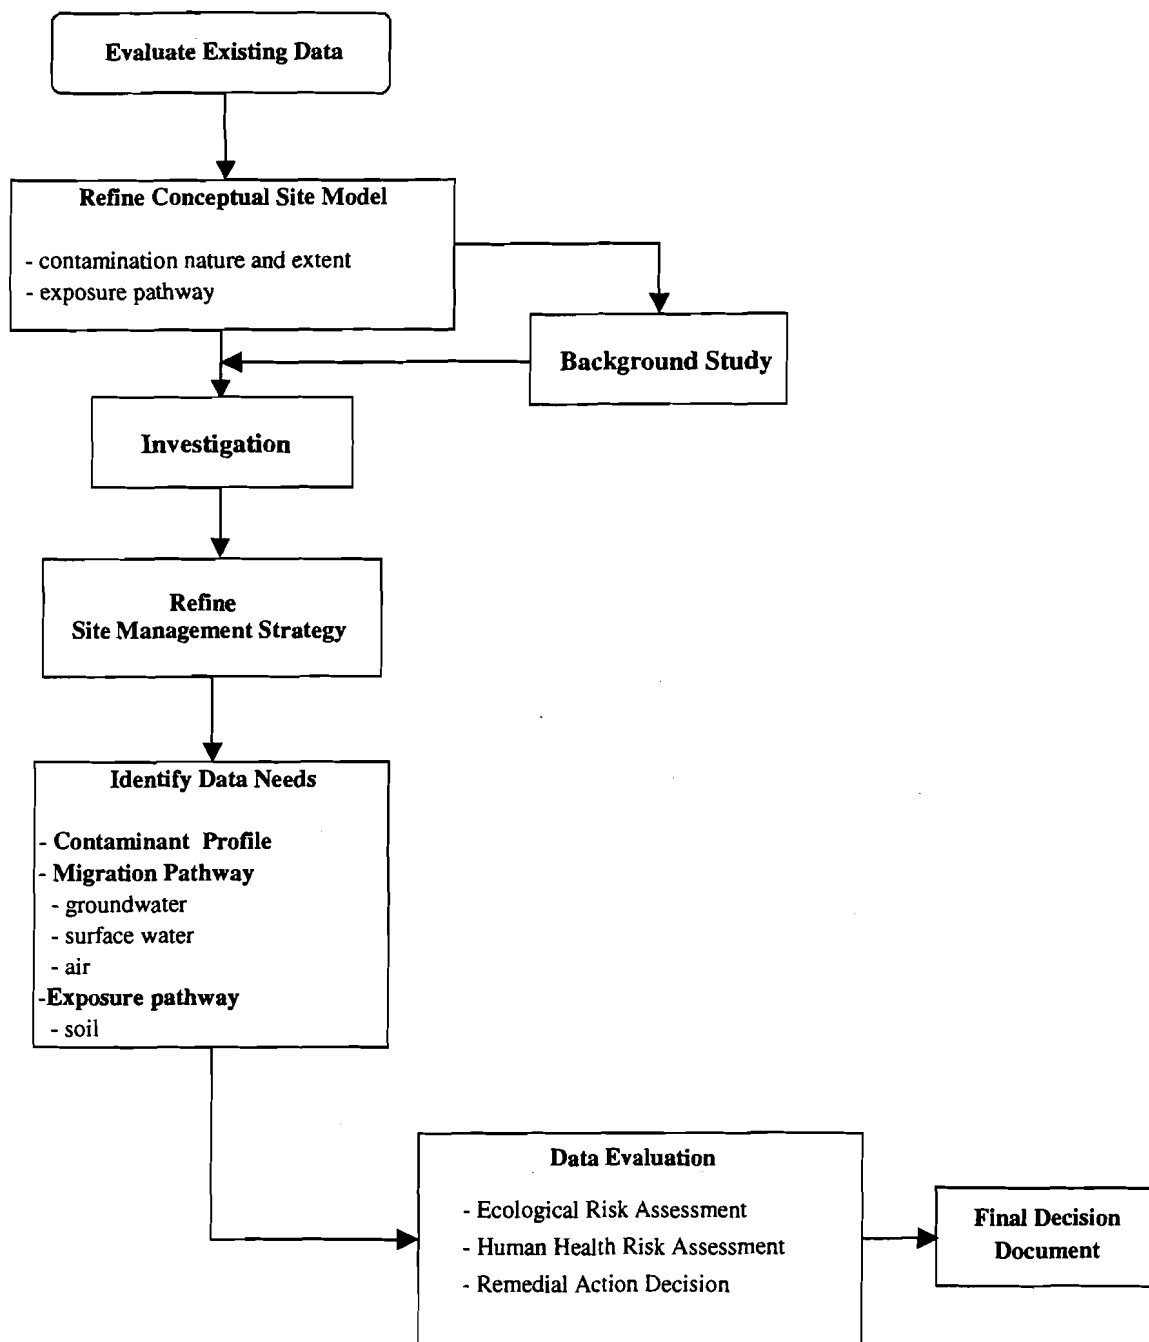 Evaluate Existing Data
Refine Conceptual Site Model
- contamination nature and extent
- exposure pathway
Background Study
Investigation
Refine
Site Management Strategy
Identify Data Needs
- Contaminant Profile
- Migration Pathway
- groundwater
- surface water
- air
-Exposure pathway
- soil
Data Evaluation
- Ecological Risk Assessment
- Human Health Risk Assessment
- Remedial Action Decision
Final Decision
Document